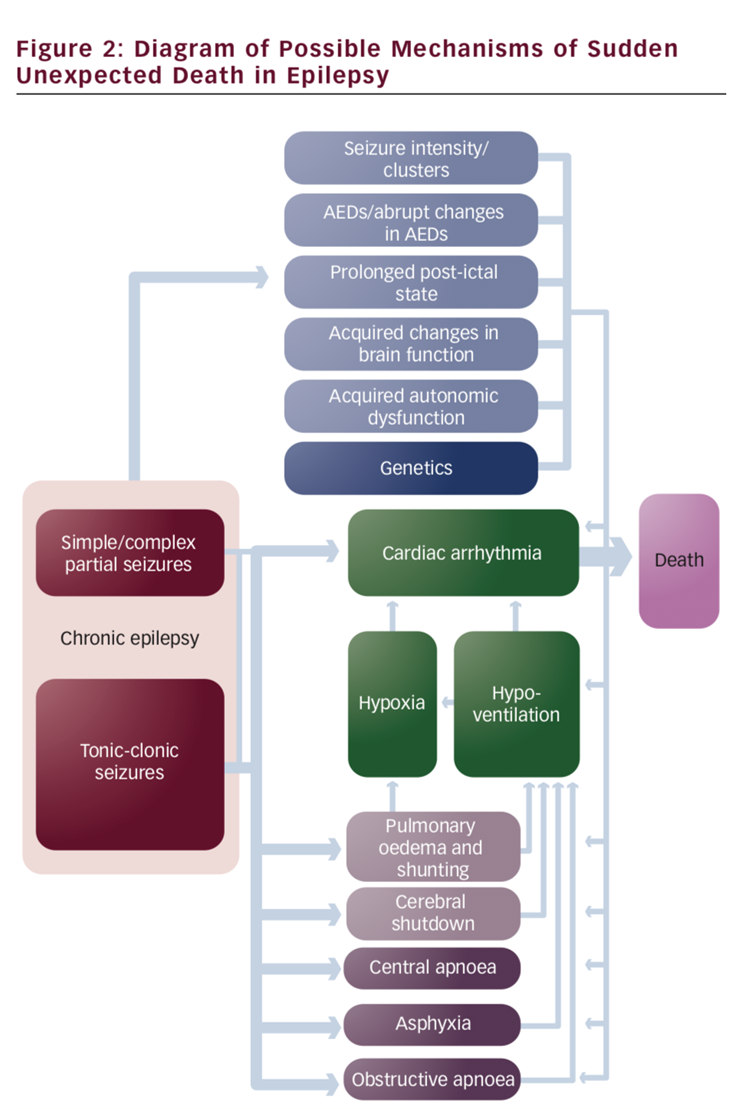 Figure 2: Diagram of Possible Mechanisms of Sudden
Unexpected Death in Epilepsy
Seizure intensity/
clusters
AEDs/abrupt changes
in AEDs
Prolonged post-ictal
state
Acquired changes in
brain function
Acquired autonomic
dysfunction
Genetics
Simple/complex
partial seizures
Chronic epilepsy
Tonic-clonic
seizures
Cardiac arrhythmia
Death
Hypoxia
Hypo-
ventilation
Pulmonary
oedema and
shunting
Cerebral
shutdown
Central apnoea
Asphyxia
Obstructive apnoea